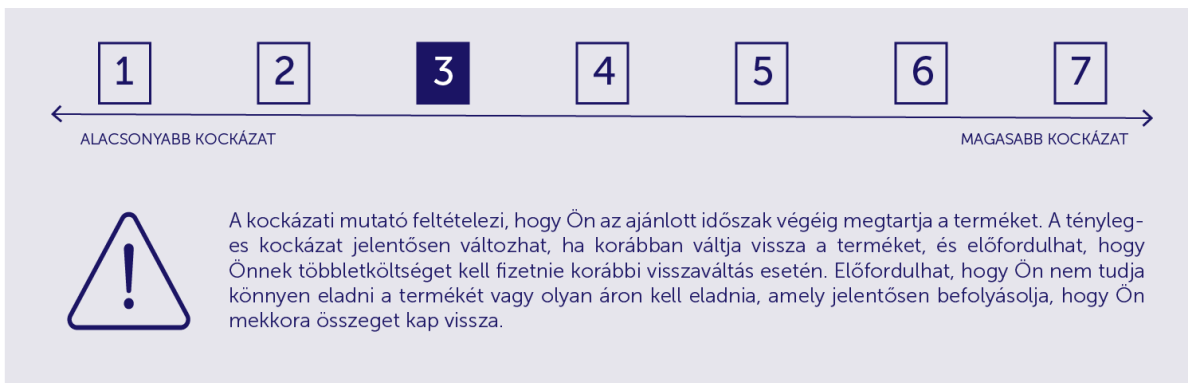 1 2 3 4 5 6 7
ALACSONYABB KOCKÁZAT MAGASABB KOCKÁZAT
A kockázati mutató feltételezi, hogy Ön az ajánlott időszak végéig megtartja a terméket. A tényleg-
es kockázat jelentősen változhat, ha korábban váltja vissza a terméket, és előfordulhat, hogy
Önnek többletköltséget kell fizetnie korábbi visszaváltás esetén. Előfordulhat, hogy Ön nem tudja
könnyen eladni a termékét vagy olyan áron kell eladnia, amely jelentősen befolyásolja, hogy Ön
mekkora összeget kap vissza.